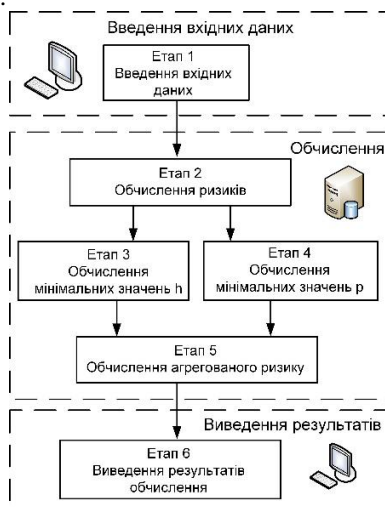 Введення вхідних даних
Етап 1
Введення вхідних
даних
Обчислення
Етап 2
Обчислення ризиків
Етап 3
Обчислення
мінімальних значень h
Етап 4
Обчислення
мінімальних значень p
Етап 5
Обчислення агрегованого ризику
Виведення результатів
Етап 6
Виведення результатів
обчислення